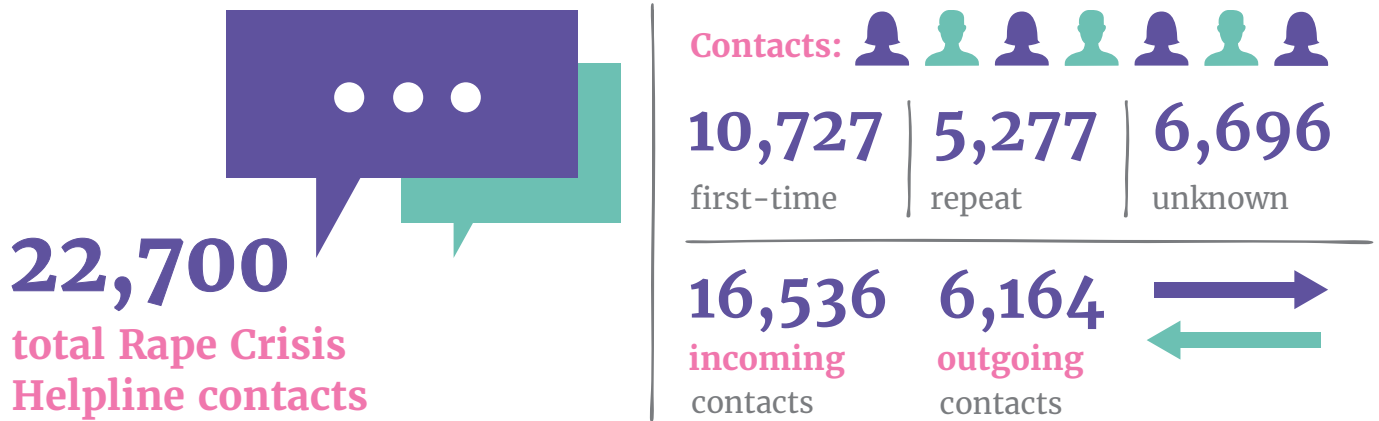 22,700
total Rape Crisis
Helpline contacts
Contacts:
10,727
first-time
5,277
repeat
6,696
unknown
16,536
incoming
contacts
6,164
outgoing
contacts